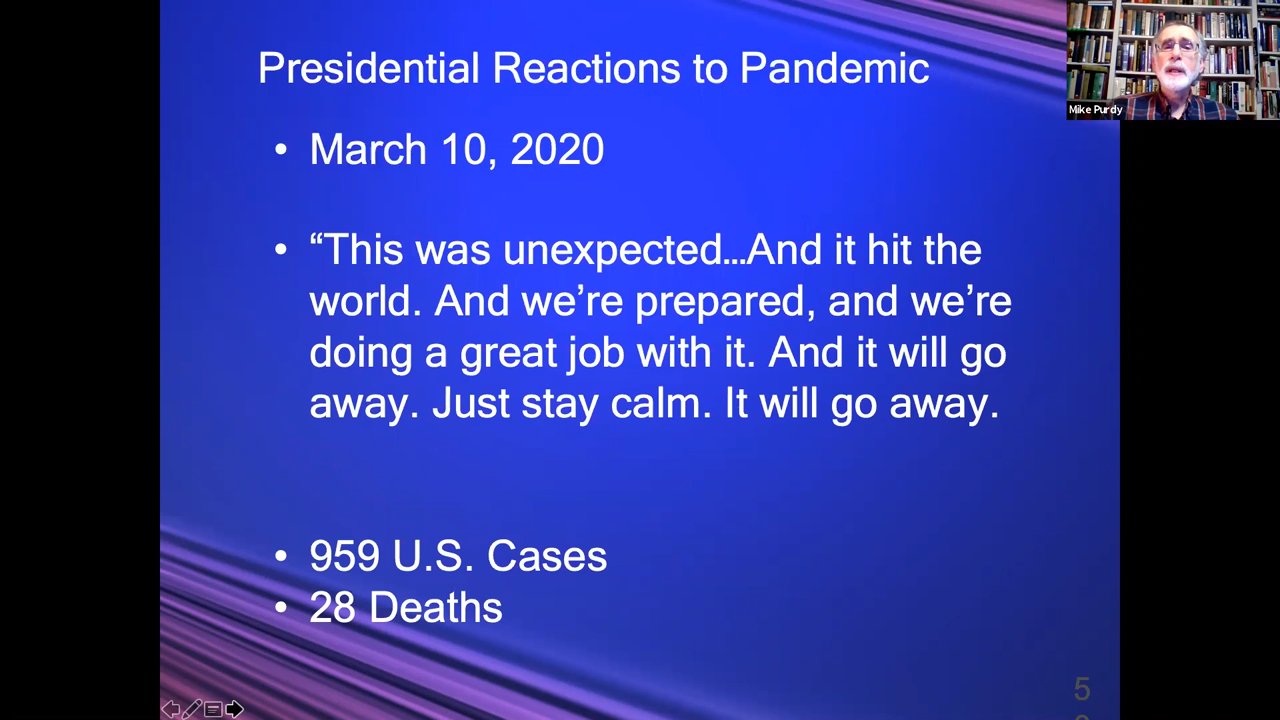 Presidential Reactions to Pandemic
Mike Purdy
• March 10, 2020
• “This was unexpected…And it hit the
world. And we’re prepared, and we’re
doing a great job with it. And it will go
away. Just stay calm. It will go away.
• 959 U.S. Cases
• 28 Deaths
5